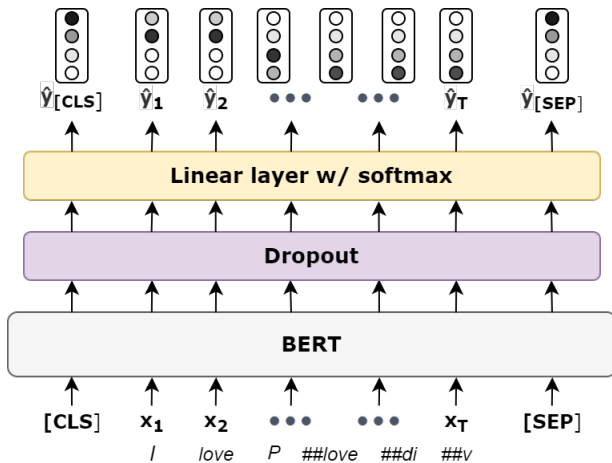 ŷ[CLS] ŷ1 ŷ2 ••• ••• ŷT ŷ[SEP]
Linear layer w/ softmax
Dropout
BERT
[CLS] x1 x2 ••• ••• xT [SEP]
I love P ##love ##di ##v